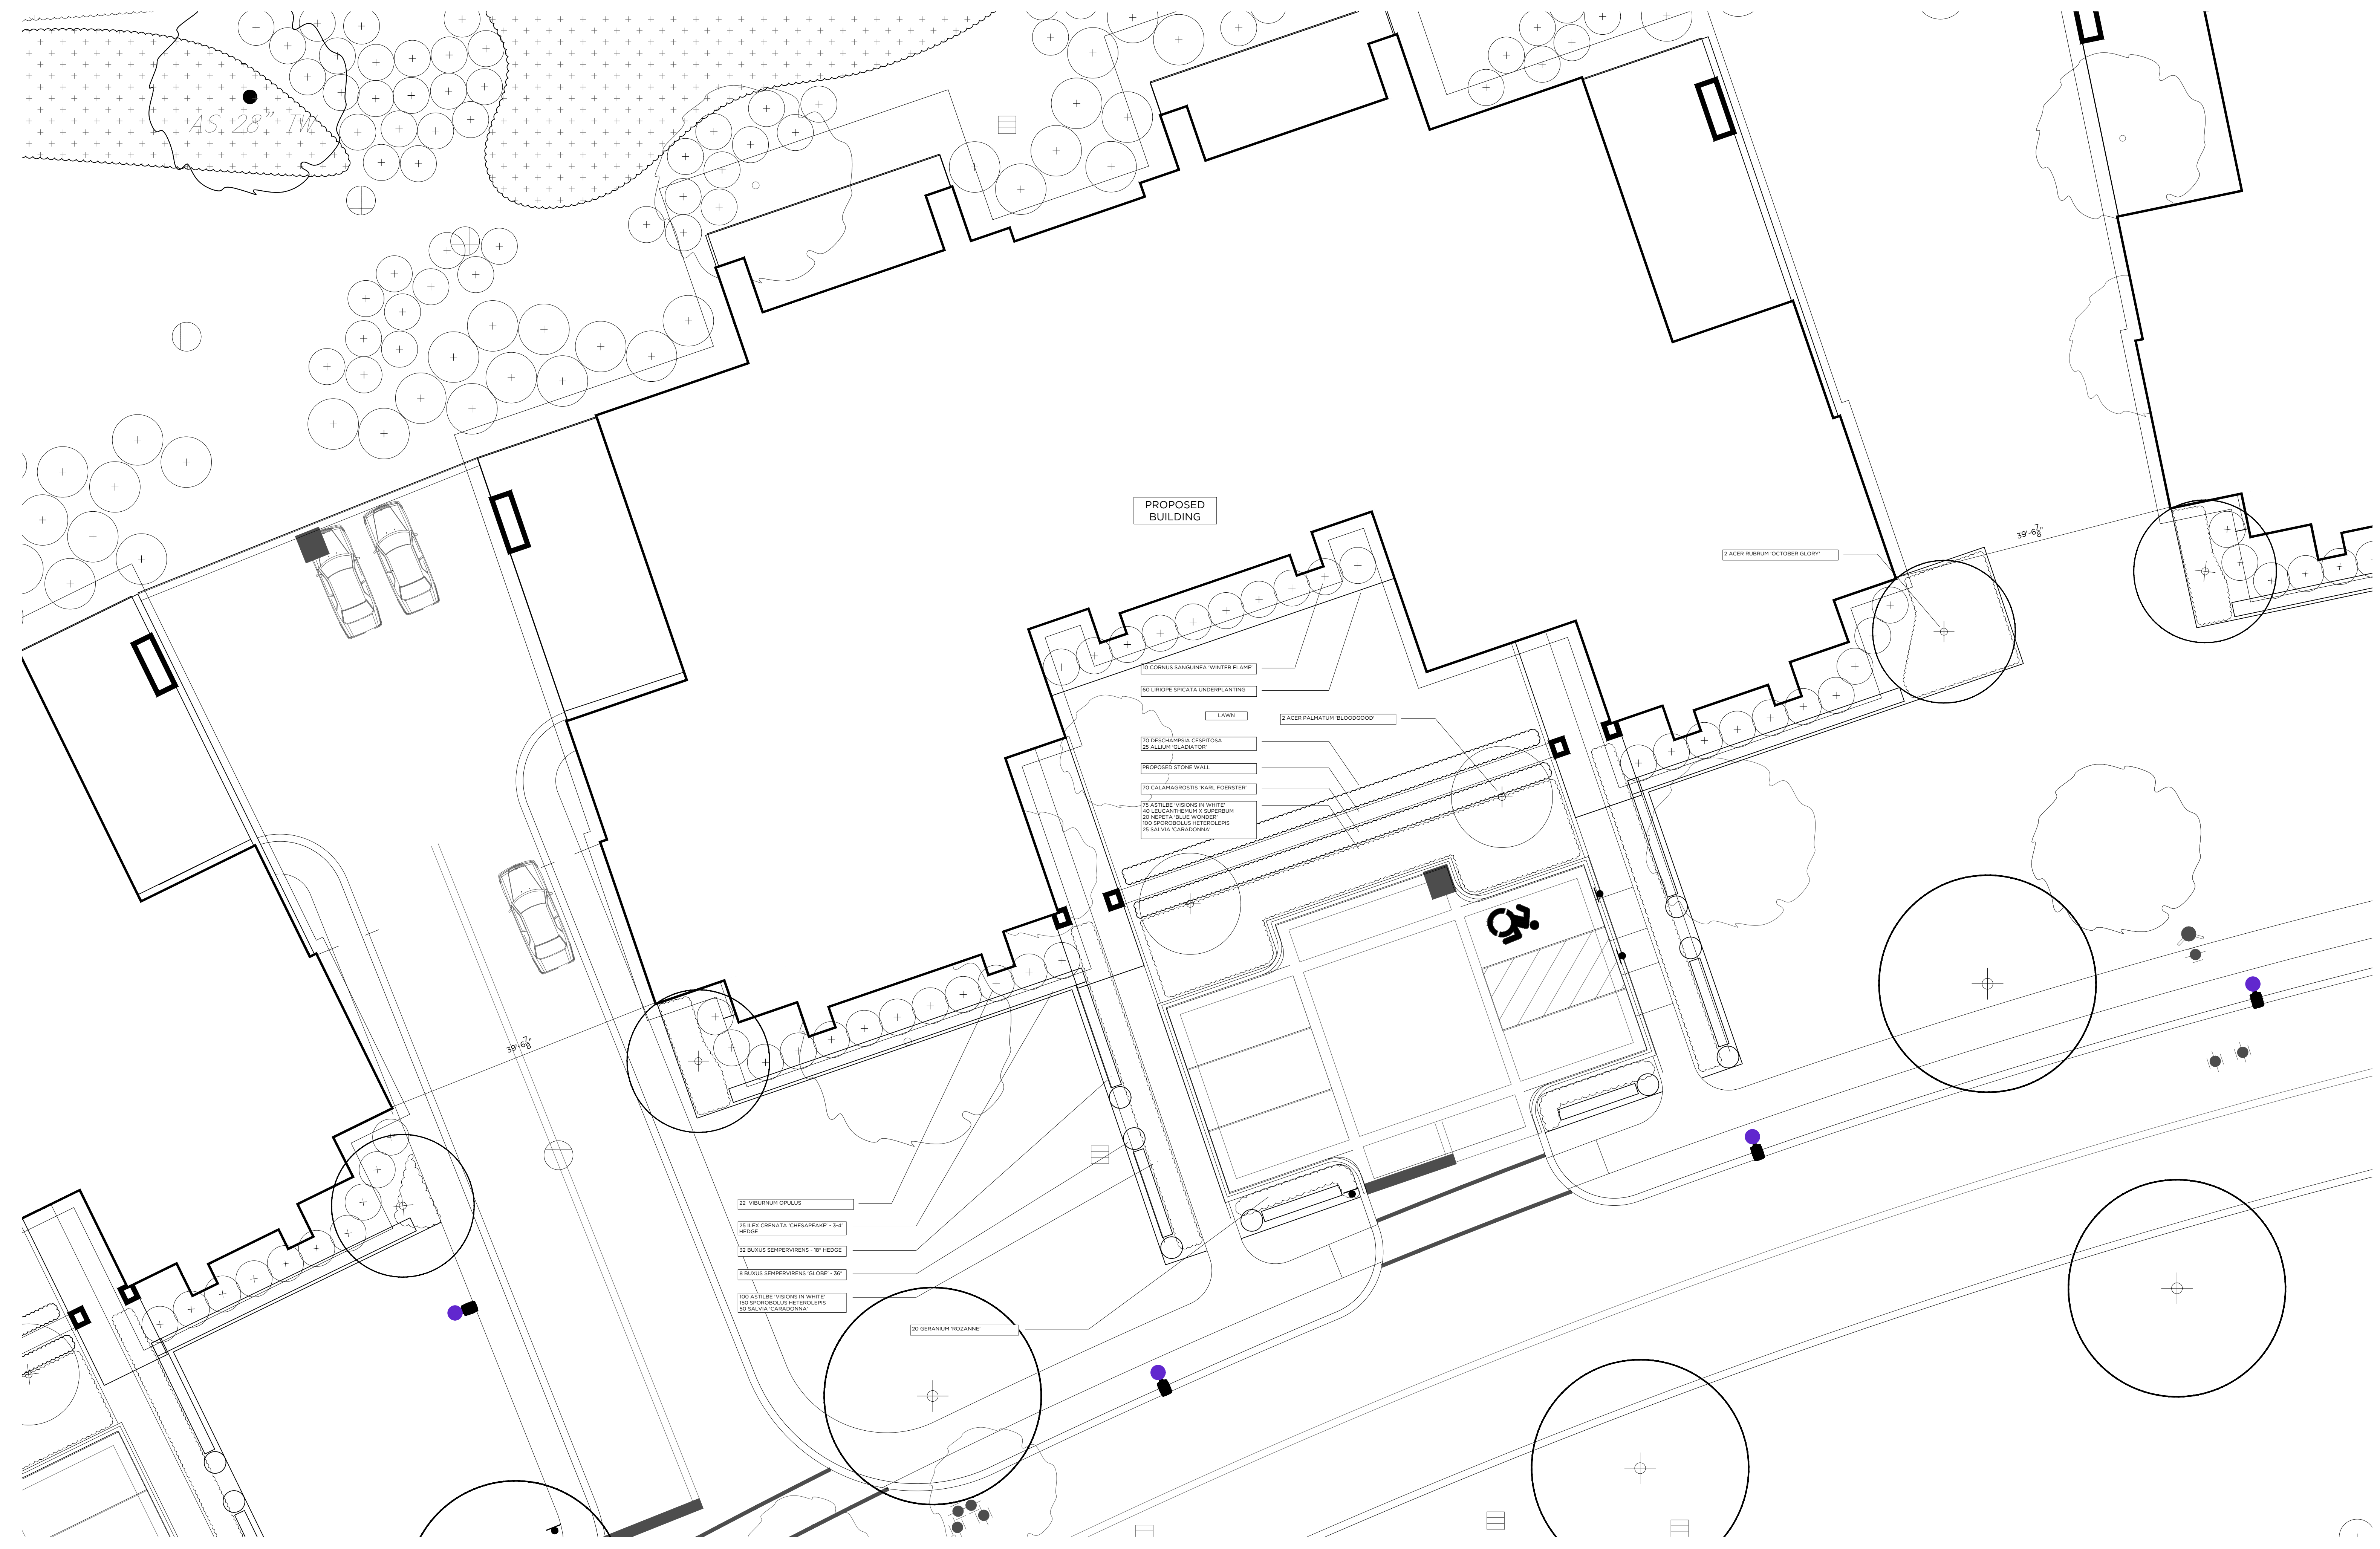 AS 28" TW
PROPOSED
BUILDING
39'-6 7/8"
2 ACER RUBRUM 'OCTOBER GLORY'
10 CORNUS SANGUINEA 'WINTER FLAME'
60 LIRIOPE SPICATA UNDERPLANTING
LAWN
2 ACER PALMATUM 'BLOODGOOD'
70 DESCHAMPSIA CESPITOSA
25 ALLIUM 'GLADIATOR'
PROPOSED STONE WALL
70 CALAMAGROSTIS 'KARL FOERSTER'
75 ASTILBE 'VISIONS IN WHITE'
40 LEUCANTHEMUM X SUPERBUM
20 NEPETA 'BLUE WONDER'
100 SPOROBOLUS HETEROLEPIS
25 SALVIA 'CARADONNA'
39'-6 7/8"
22 VIBURNUM OPULUS
25 ILEX CRENATA 'CHESAPEAKE' - 3-4'
HEDGE
32 BUXUS SEMPERVIRENS - 18" HEDGE
8 BUXUS SEMPERVIRENS 'GLOBE' - 36"
100 ASTILBE 'VISIONS IN WHITE'
150 SPOROBOLUS HETEROLEPIS
50 SALVIA 'CARADONNA'
20 GERANIUM 'ROZANNE'